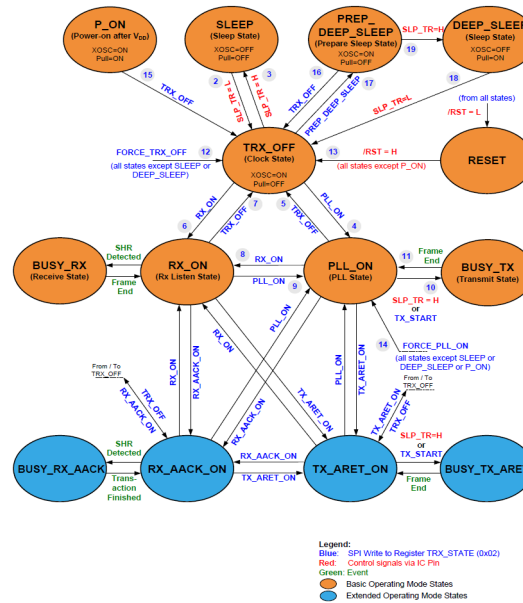 P_ON
(Power-on after VDD)
XOSC=ON
Pull=ON
SLEEP
(Sleep State)
XOSC=OFF
Pull=OFF
PREP_
DEEP_SLEEP
(Prepare Sleep State)
XOSC=ON
Pull=OFF
DEEP_SLEEP
(Sleep State)
XOSC=OFF
Pull=OFF
SLP_TR=H
19
15
TRX_OFF
2
SLP_TR = L
3
SLP_TR = H
16
TRX_OFF
17
PREP_DEEP_SLEEP
18
SLP_TR=L
(from all states)
/RST = L
FORCE_TRX_OFF
12
(all states except SLEEP or
DEEP_SLEEP)
TRX_OFF
(Clock State)
XOSC=ON
Pull=OFF
13
/RST = H
(all states except P_ON)
RESET
RX_ON
6
7
TRX_OFF
5
TRX_OFF
PLL_ON
4
BUSY_RX
(Receive State)
SHR
Detected
Frame
End
RX_ON
(Rx Listen State)
8
RX_ON
PLL_ON
9
PLL_ON
(PLL State)
11
Frame
End
10
SLP_TR = H
or
TX_START
BUSY_TX
(Transmit State)
14
FORCE_PLL_ON
(all states except SLEEP or
DEEP_SLEEP or P_ON)
RX_ON
RX_AACK_ON
RX_ON
TX_ARET_ON
PLL_ON
RX_AACK_ON
PLL_ON
TX_ARET_ON
From / To
TRX_OFF
TRX_OFF
RX_AACK_ON
From / To
TRX_OFF
TX_ARET_ON
TRX_OFF
BUSY_RX_AACK
SHR
Detected
Trans-
action
Finished
RX_AACK_ON
RX_AACK_ON
TX_ARET_ON
TX_ARET_ON
SLP_TR=H
or
TX_START
Frame
End
BUSY_TX_ARET
Legend:
Blue: SPI Write to Register TRX_STATE (0x02)
Red: Control signals via IC Pin
Green: Event
Basic Operating Mode States
Extended Operating Mode States